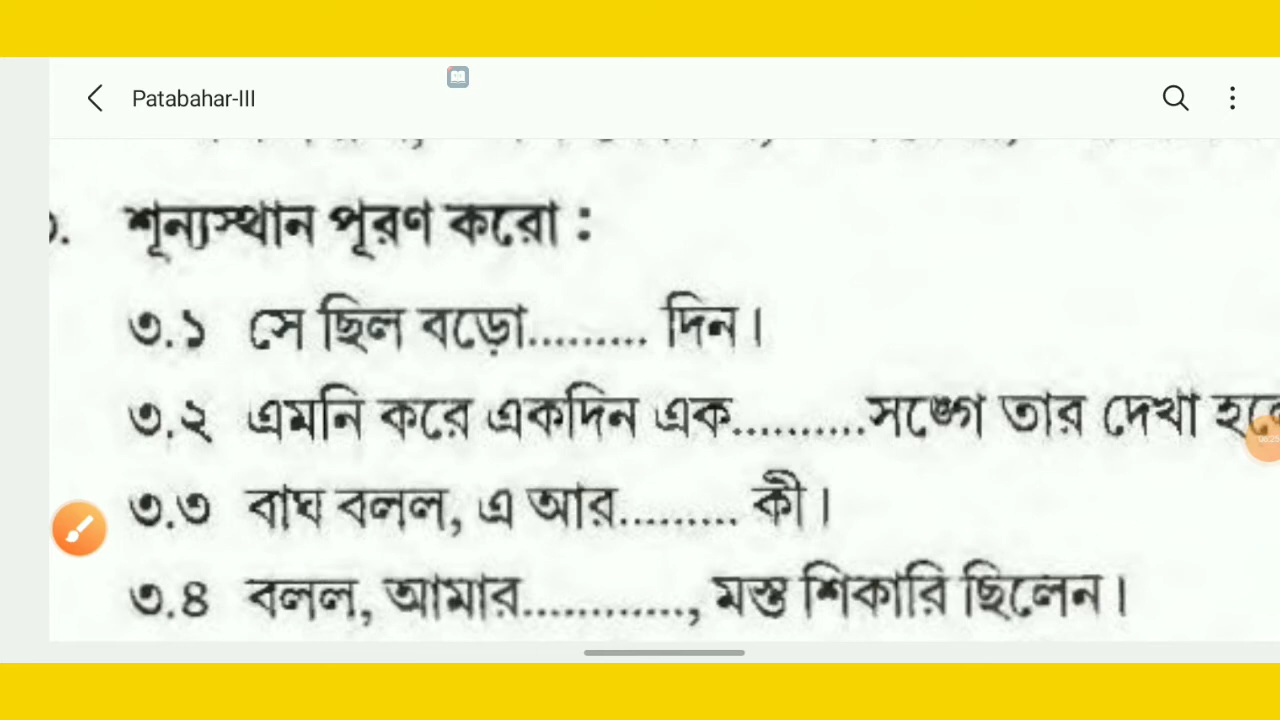 Patabahar-III
শূন্যস্থান পূরণ করো :
৩.১ সে ছিল বড়ো......... দিন।
৩.২ এমনি করে একদিন এক..........সঙ্গে তার দেখা
৩.৩ বাঘ বলল, এ আর......... কী।
৩.৪ বলল, আমার............, মস্ত শিকারি ছিলেন।